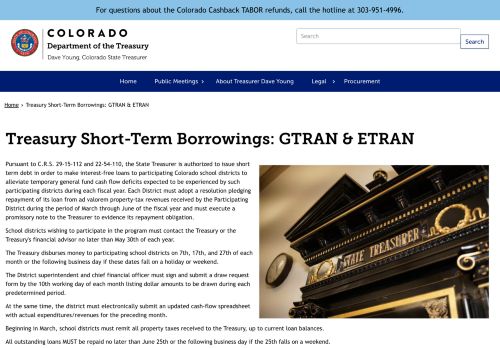 For questions about the Colorado Cashback TABOR refunds, call the hotline at 303-951-4996.
COLORADO
Department of the Treasury
Dave Young, Colorado State Treasurer
Search
Search
Home
Public Meetings
About Treasurer Dave Young
Legal
Procurement
Home › Treasury Short-Term Borrowings: GTRAN & ETRAN
Treasury Short-Term Borrowings: GTRAN & ETRAN
Pursuant to C.R.S. 29-15-112 and 22-54-110, the State Treasurer is authorized to issue short
term debt in order to make interest-free loans to participating Colorado school districts to
alleviate temporary general fund cash flow deficits expected to be experienced by such
participating districts during each fiscal year. Each District must adopt a resolution pledging
repayment of its loan from ad valorem property-tax revenues received by the Participating
District during the period of March through June of the fiscal year and must execute a
promissory note to the Treasurer to evidence its repayment obligation.
School districts wishing to participate in the program must contact the Treasury or the
Treasury's financial advisor no later than May 30th of each year.
The Treasury disburses money to participating school districts on 7th, 17th, and 27th of each
month or the following business day if these dates fall on a holiday or weekend.
The District superintendent and chief financial officer must sign and submit a draw request
form by the 10th working day of each month listing dollar amounts to be drawn during each
predetermined period.
At the same time, the district must electronically submit an updated cash-flow spreadsheet
with actual expenditures/revenues for the preceding month.
Beginning in March, school districts must remit all property taxes received to the Treasury, up to current loan balances.
All outstanding loans MUST be repaid no later than June 25th or the following business day if the 25th falls on a weekend.
STATE TREASURER